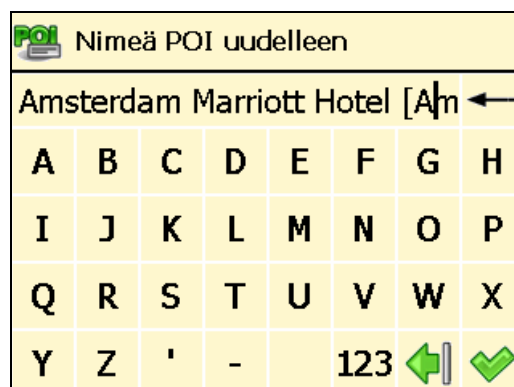 POI Nimeä POI uudelleen
Amsterdam Marriott Hotel [Am
A B C D E F G H
I J K L M N O P
Q R S T U V W X
Y Z ' - 123